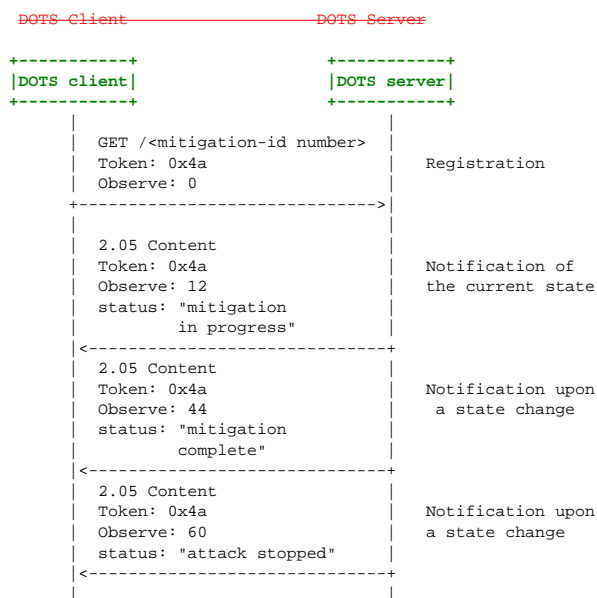 DOTS Client                    DOTS Server
+-----------+                   +-----------+
|DOTS client|                   |DOTS server|
+-----------+                   +-----------+
      |                               |
      |  GET /<mitigation-id number>  |
      |  Token: 0x4a                  |   Registration
      |  Observe: 0                   |
      +------------------------------>|
      |                               |
      |  2.05 Content                 |
      |  Token: 0x4a                  |   Notification of
      |  Observe: 12                  |   the current state
      |  status: "mitigation          |
      |          in progress"         |
      |<------------------------------+
      |  2.05 Content                 |
      |  Token: 0x4a                  |   Notification upon
      |  Observe: 44                  |    a state change
      |  status: "mitigation          |
      |          complete"            |
      |<------------------------------+
      |  2.05 Content                 |
      |  Token: 0x4a                  |   Notification upon
      |  Observe: 60                  |   a state change
      |  status: "attack stopped"     |
      |<------------------------------+
      |                               |